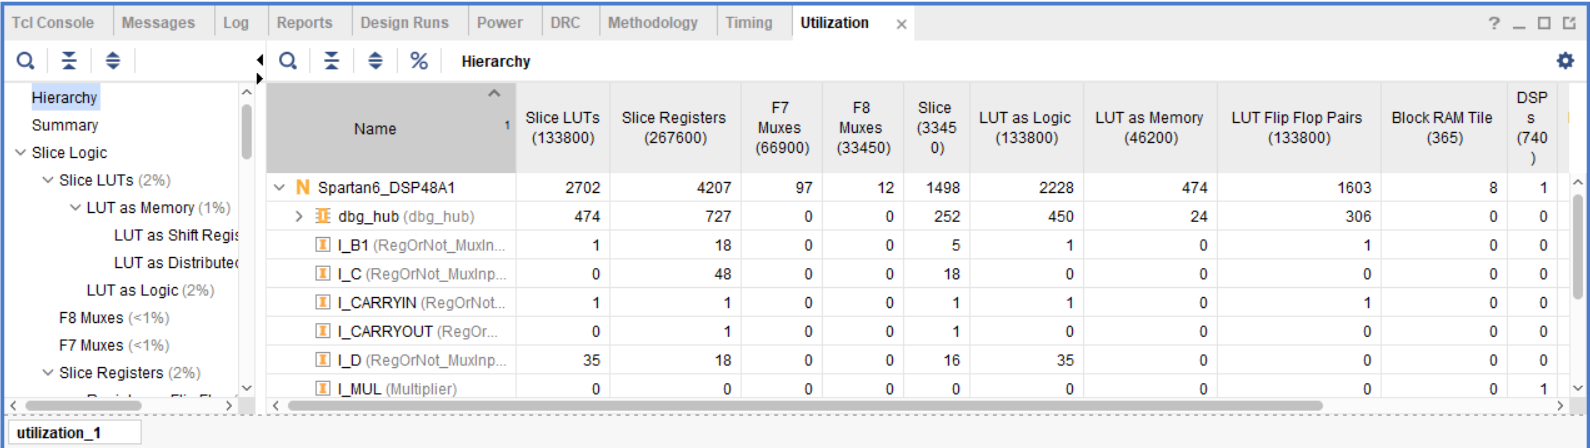 Tcl Console Messages Log Reports Design Runs Power DRC Methodology Timing Utilization × ? _
% Hierarchy
Hierarchy
Summary
Slice Logic
Slice LUTs (2%)
LUT as Memory (1%)
LUT as Shift Regis
LUT as Distributed
LUT as Logic (2%)
F8 Muxes (<1%)
F7 Muxes (<1%)
Slice Registers (2%)
Name 1 Slice LUTs (133800) Slice Registers (267600) F7 Muxes (66900) F8 Muxes (33450) Slice (33450) LUT as Logic (133800) LUT as Memory (46200) LUT Flip Flop Pairs (133800) Block RAM Tile (365) DSPs (740)
N Spartan6_DSP48A1 2702 4207 97 12 1498 2228 474 1603 8 1
dbg_hub (dbg_hub) 474 727 0 0 252 450 24 306 0 0
I_B1 (RegOrNot_MuxIn... 1 18 0 0 5 1 0 1 0 0
I_C (RegOrNot_MuxInp... 0 48 0 0 18 0 0 0 0 0
I_CARRYIN (RegOrNot... 1 1 0 0 1 1 0 1 0 0
I_CARRYOUT (RegOr... 0 1 0 0 1 0 0 0 0 0
I_D (RegOrNot_MuxInp... 35 18 0 0 16 35 0 0 0 0
I_MUL (Multiplier) 0 0 0 0 0 0 0 0 0 1
utilization_1